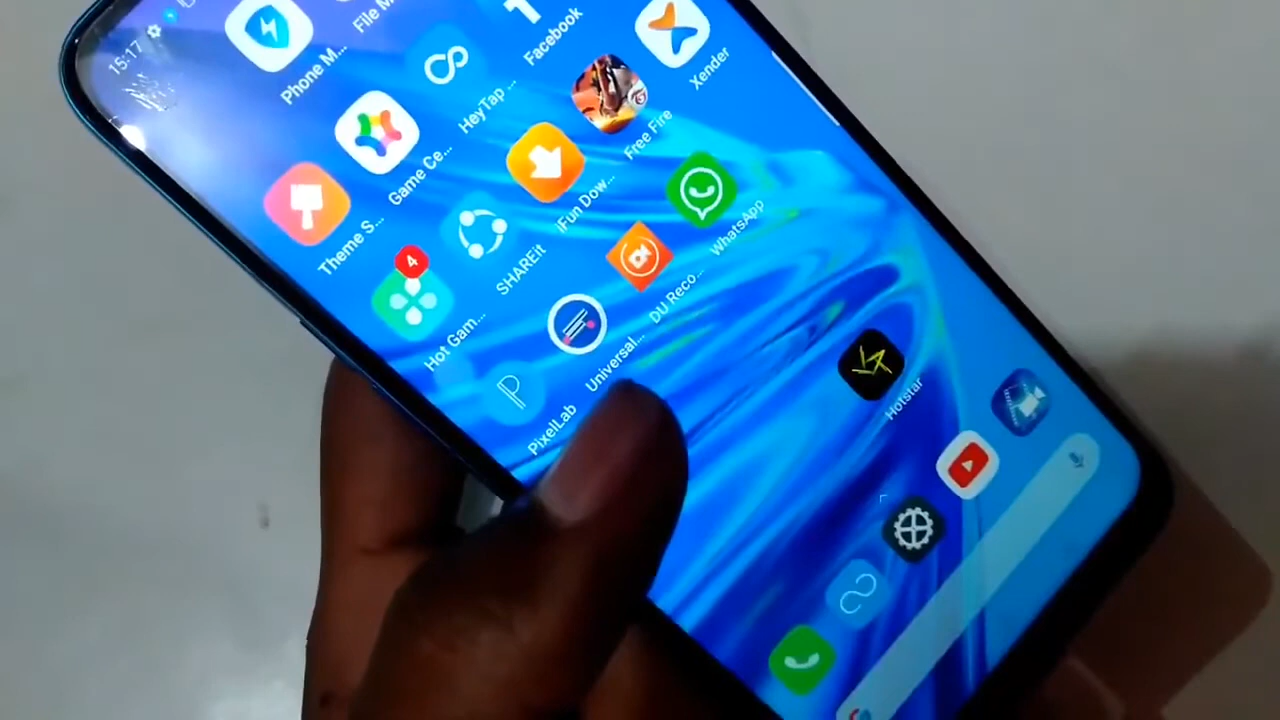 15:17
Phone M...
File M
Facebook
Theme S...
Game Ce...
HeyTap ...
Free Fire
Xender
Hot Gam...
4
SHAREit
iFun Dow...
WhatsApp
PixelLab
Universal...
DU Reco...
Hotstar